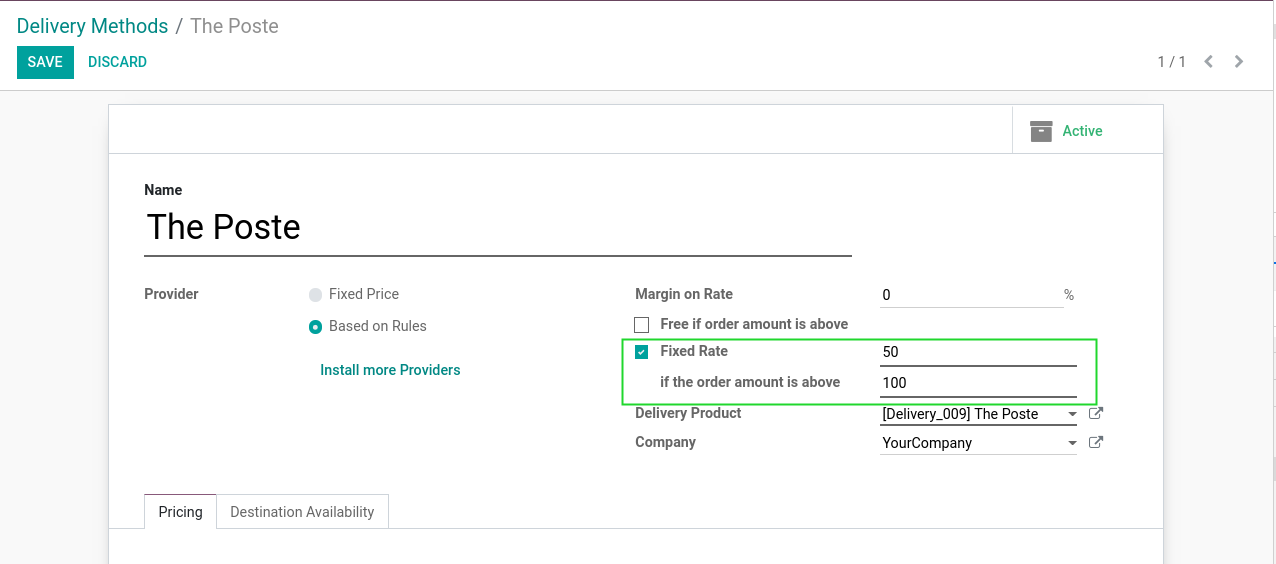 Delivery Methods / The Poste
SAVE DISCARD 1 / 1
Active
Name
The Poste
Provider Fixed Price Margin on Rate 0 %
Based on Rules Free if order amount is above
Fixed Rate 50
Install more Providers if the order amount is above 100
Delivery Product [Delivery_009] The Poste
Company YourCompany
Pricing Destination Availability